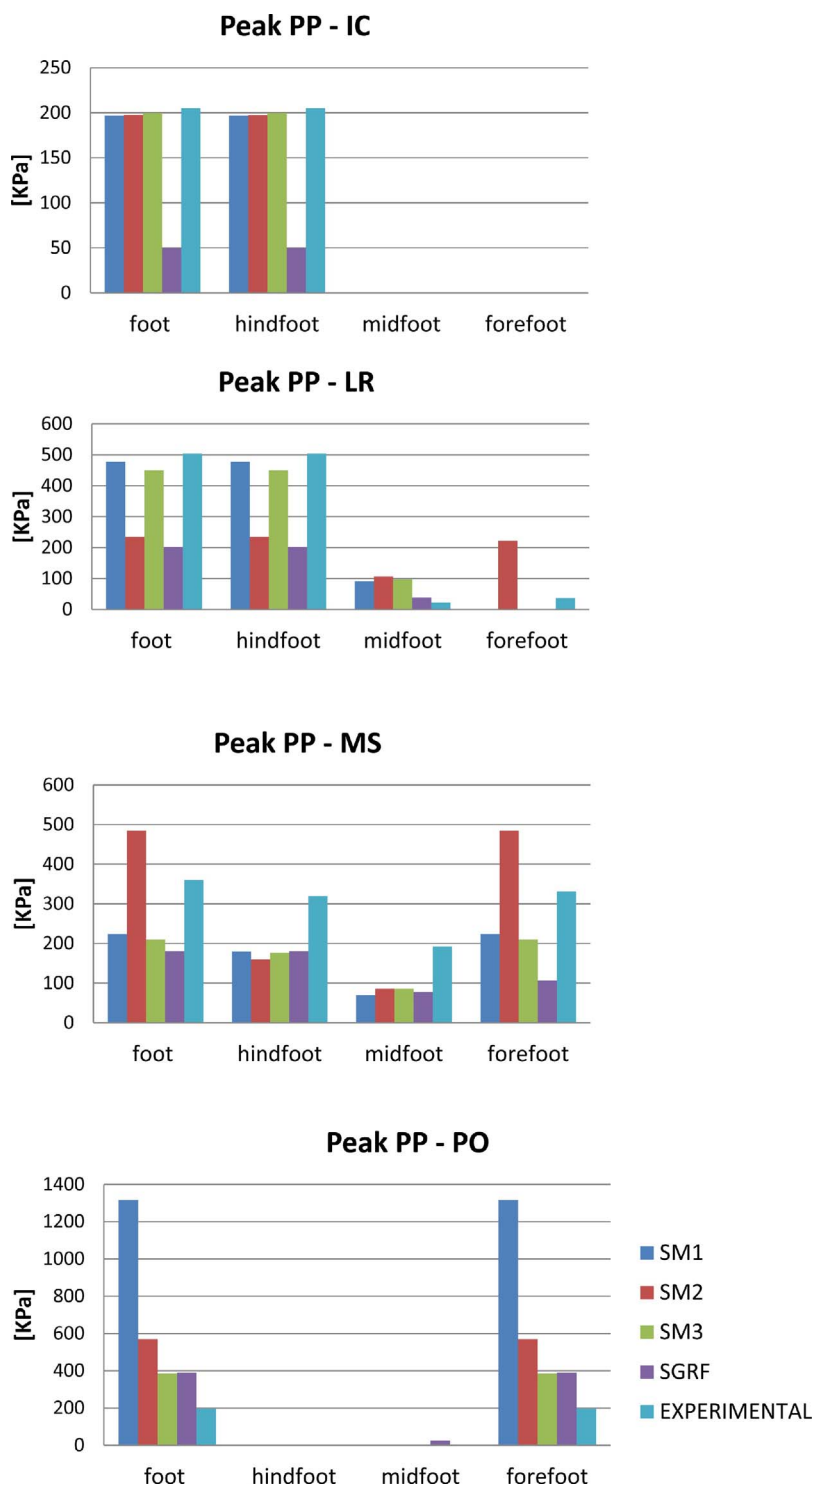 Peak PP - IC
250
200
150
100
50
0
[KPa]
foot hindfoot midfoot forefoot
Peak PP - LR
600
500
400
300
200
100
0
[KPa]
foot hindfoot midfoot forefoot
Peak PP - MS
600
500
400
300
200
100
0
[KPa]
foot hindfoot midfoot forefoot
Peak PP - PO
1400
1200
1000
800
600
400
200
0
[KPa]
foot hindfoot midfoot forefoot
SM1
SM2
SM3
SGRF
EXPERIMENTAL